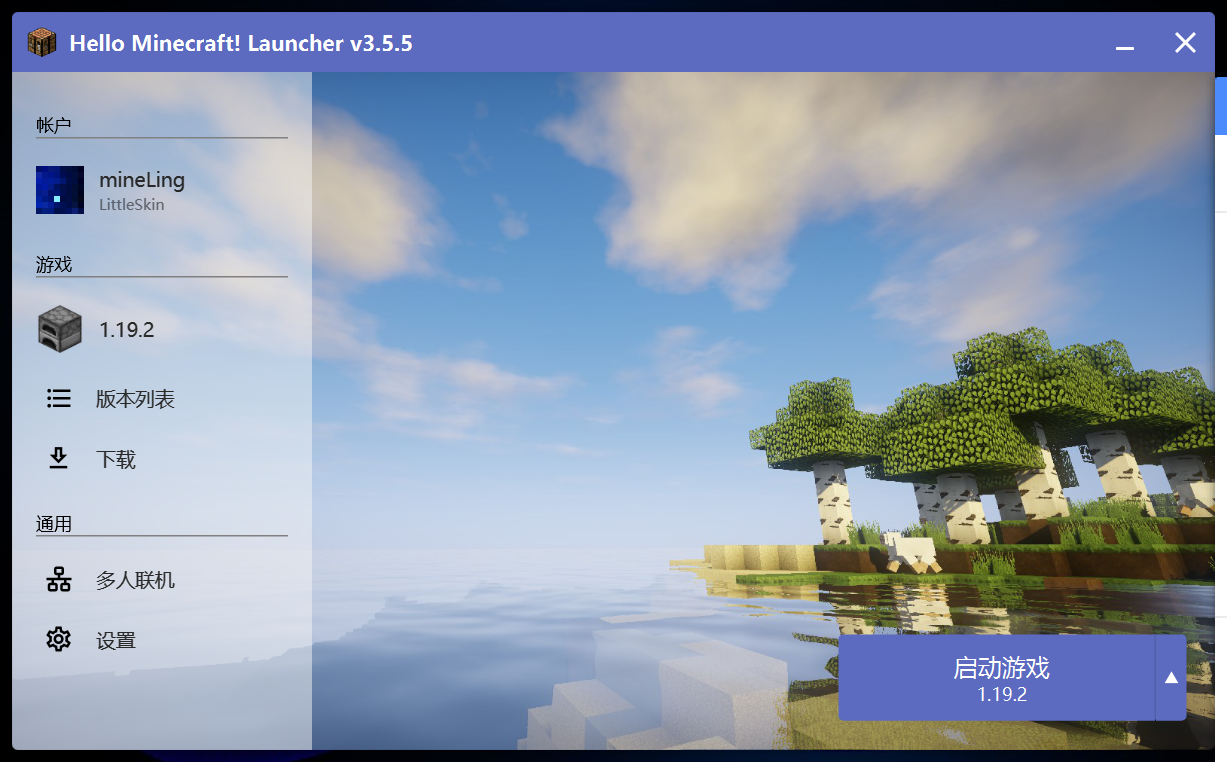 Hello Minecraft! Launcher v3.5.5
帐户
mineLing
LittleSkin
游戏
1.19.2
版本列表
下载
通用
多人联机
设置
启动游戏
1.19.2